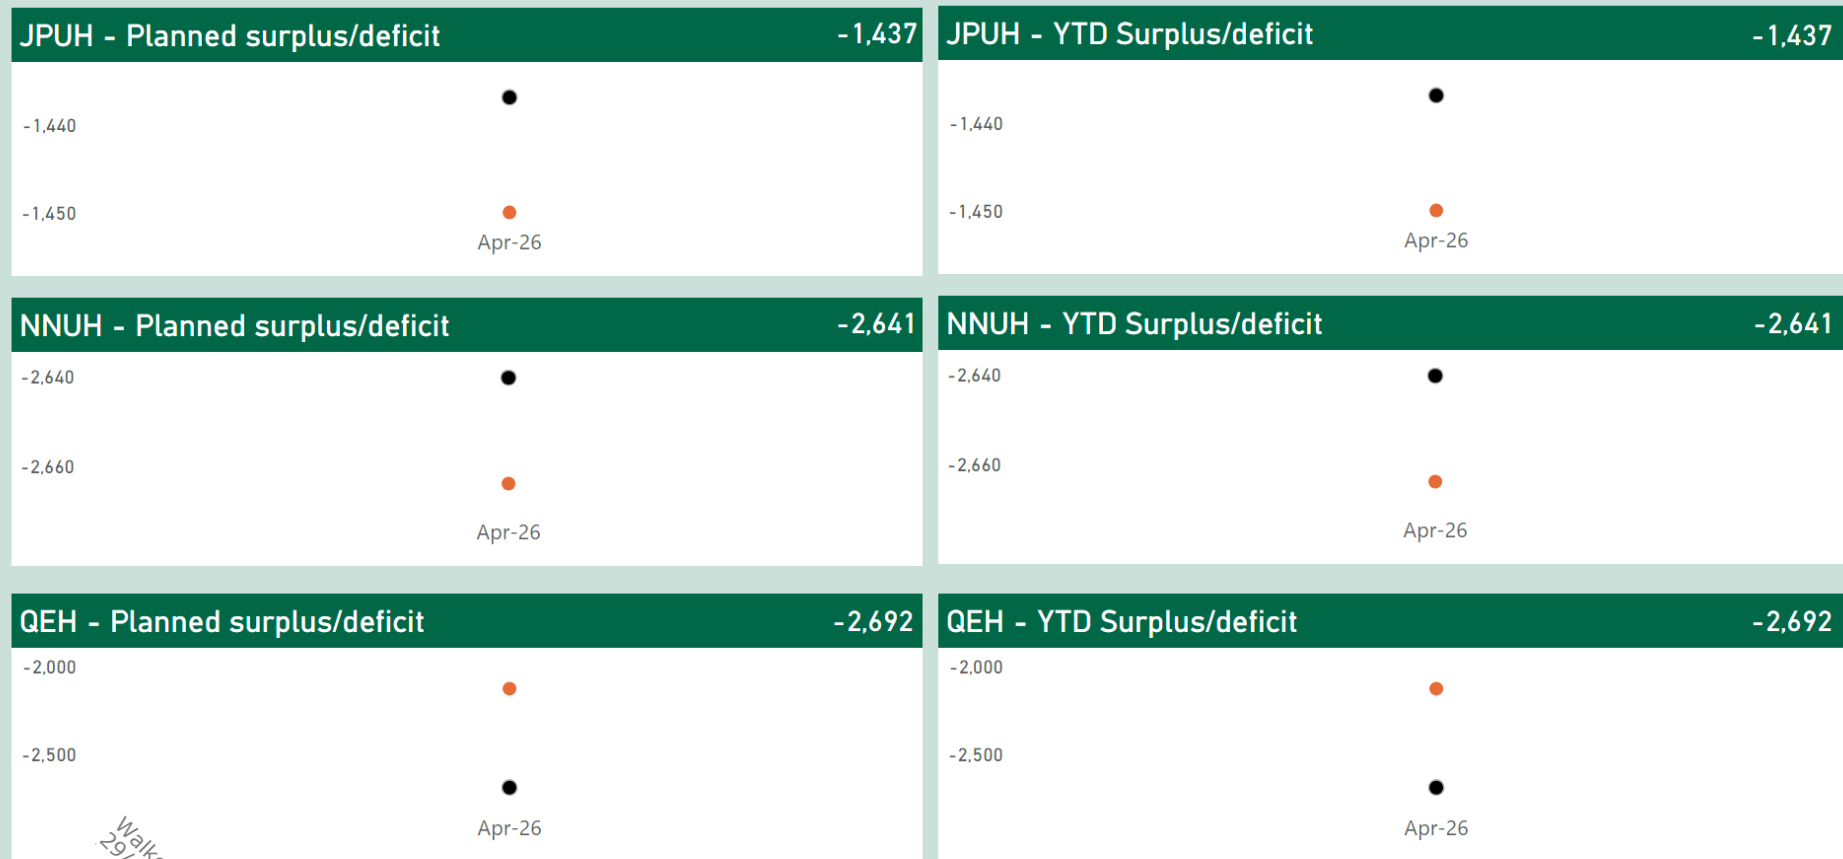 JPUH - Planned surplus/deficit -1,437
-1,440
-1,450
Apr-26
JPUH - YTD Surplus/deficit -1,437
-1,440
-1,450
Apr-26
NNUH - Planned surplus/deficit -2,641
-2,640
-2,660
Apr-26
NNUH - YTD Surplus/deficit -2,641
-2,640
-2,660
Apr-26
QEH - Planned surplus/deficit -2,692
-2,000
-2,500
Apr-26
QEH - YTD Surplus/deficit -2,692
-2,000
-2,500
Apr-26